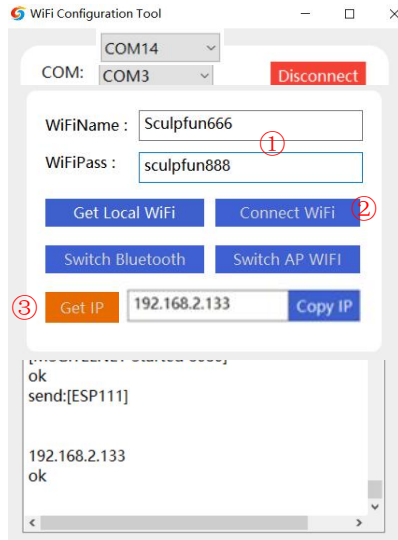 WiFi Configuration Tool
COM14
COM: COM3 Disconnect
WiFiName : Sculpfun666
①
WiFiPass : sculpfun888
Get Local WiFi Connect WiFi ②
Switch Bluetooth Switch AP WIFI
③ Get IP 192.168.2.133 Copy IP
ok
send:[ESP111]
192.168.2.133
ok